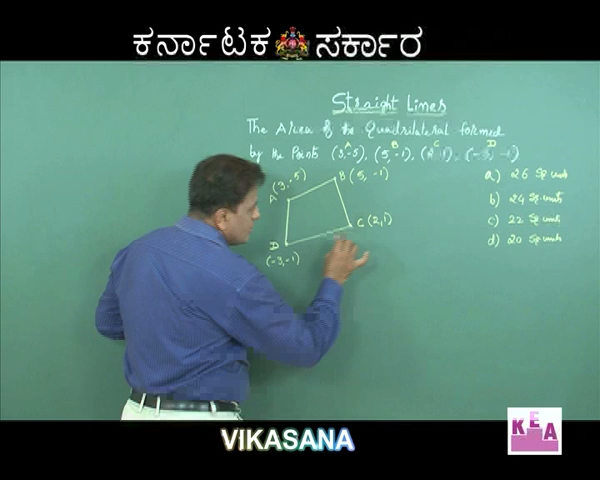 ಕರ್ನಾಟಕ ಸರ್ಕಾರ
Straight Lines
The Area of the Quadrilateral formed
A B C D
by the Points (3,-5), (5,-1), (2,1), (-3,-1)
a) 26 Sq units
b) 24 Sq units
c) 22 Sq units
d) 20 Sq units
(3,-5)
A
B (5,-1)
C (2,1)
D
(-3,-1)
KEA
VIKASANA